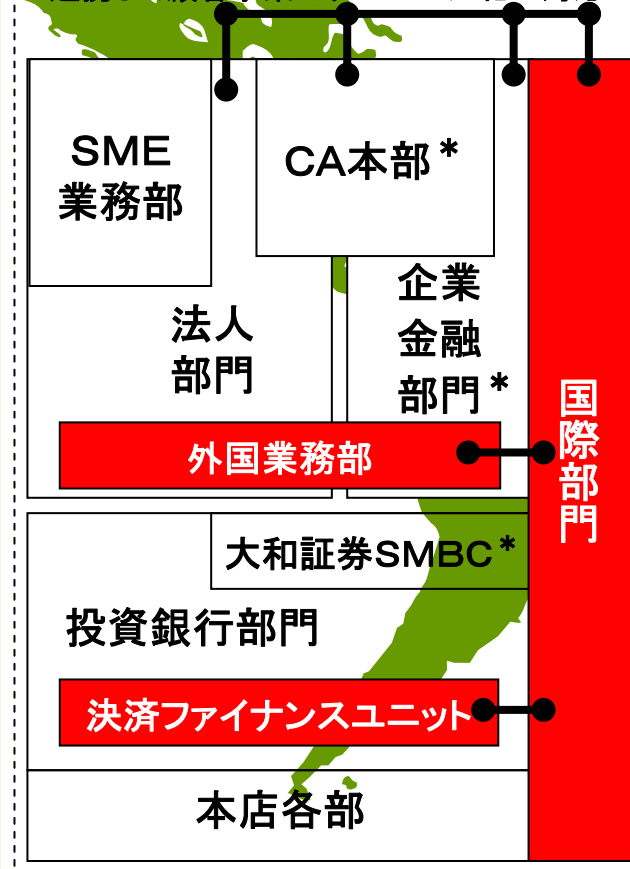 SME
業務部
CA本部*
法人
部門
企業
金融
部門*
外国業務部
国際部門
大和証券SMBC*
投資銀行部門
決済ファイナンスユニット
本店各部